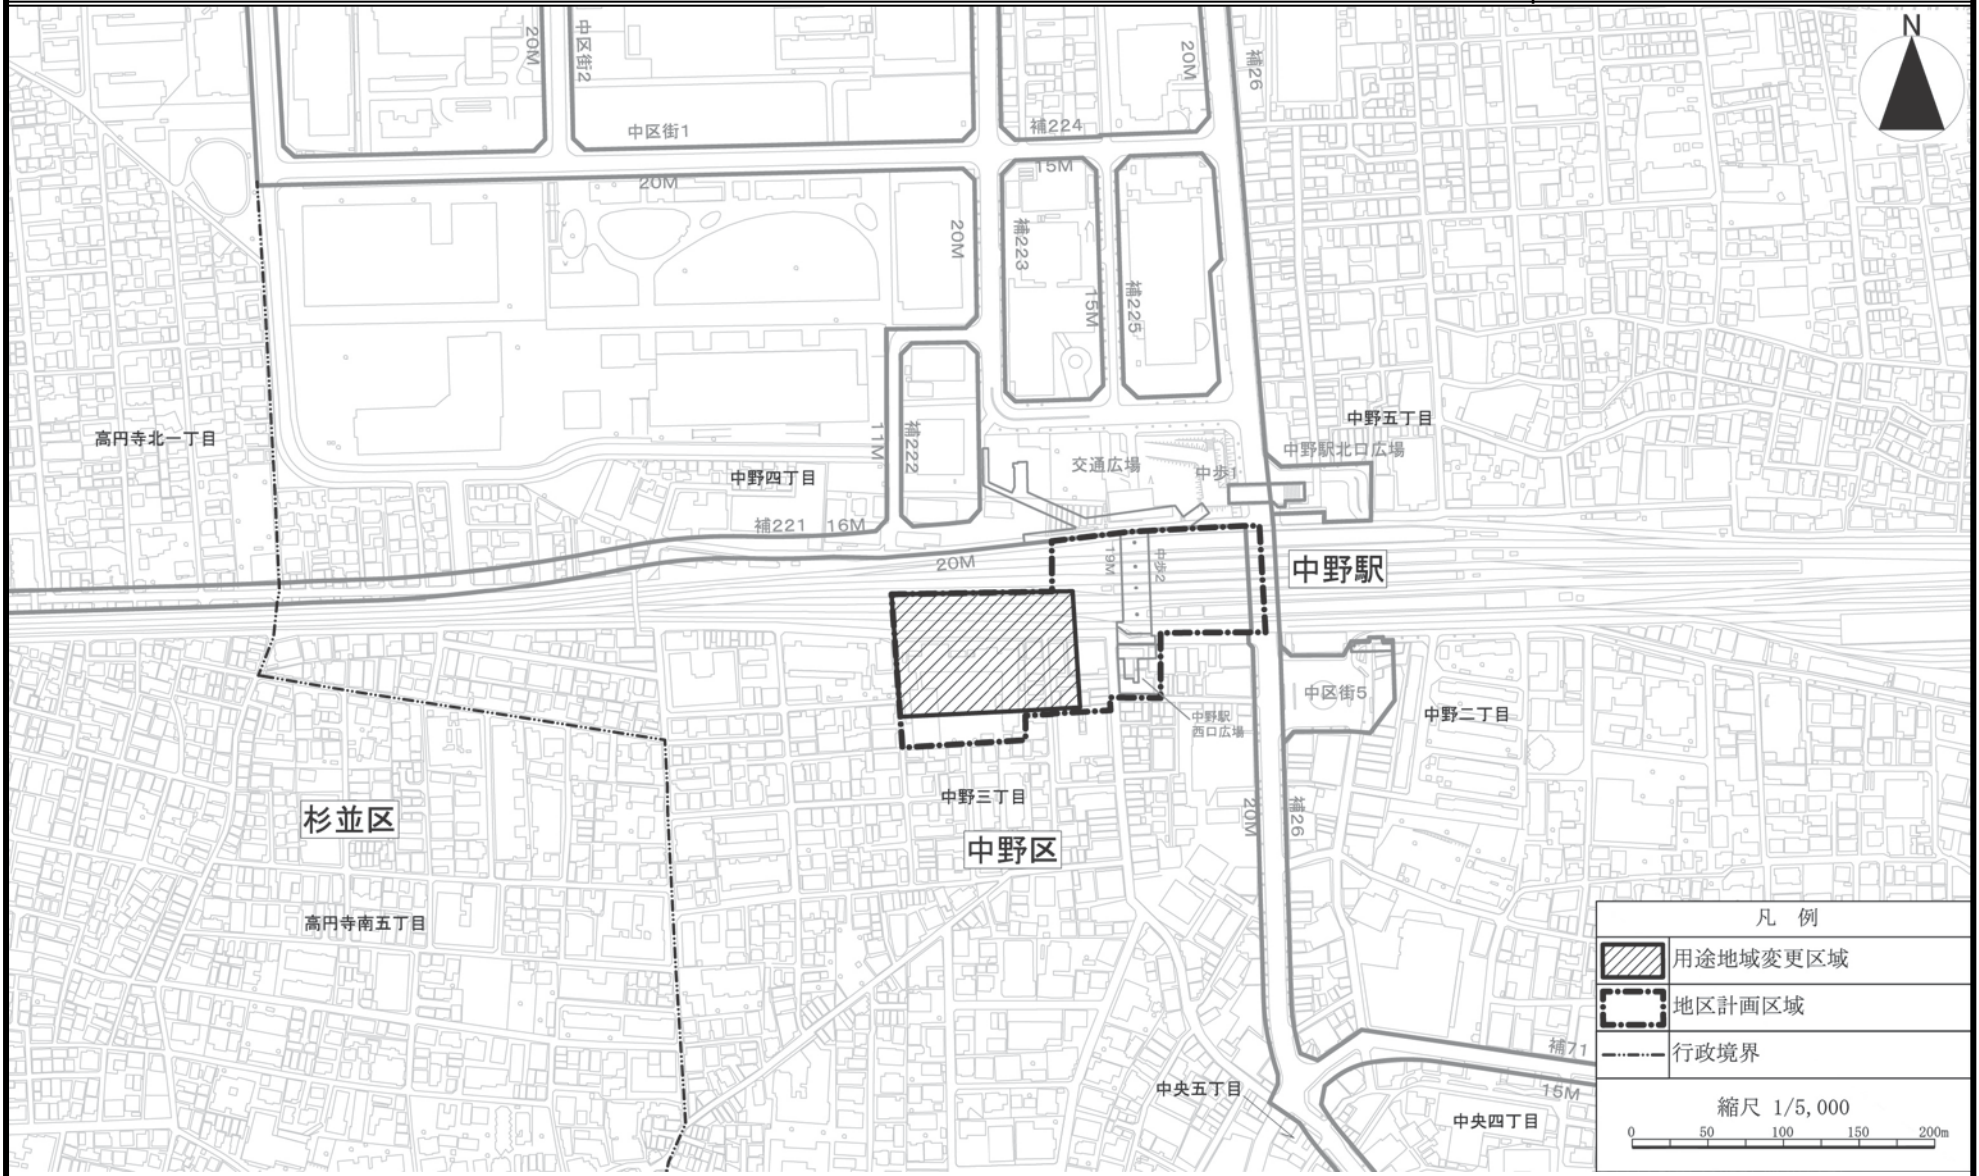 N
20M
中区街2
20M
補26
中区街1
補224
15M
20M
20M
補223
15M
補225
高円寺北一丁目
中野五丁目
中野駅北口広場
11M
補222
交通広場
中歩1
中野四丁目
補221 16M
20M
19M
中歩2
中野駅
中区街5
中野二丁目
中野駅
西口広場
中野三丁目
杉並区
中野区
20M
補26
高円寺南五丁目
補71
15M
中央五丁目
中央四丁目
凡 例
用途地域変更区域
地区計画区域
行政境界
縮尺 1/5,000
0 50 100 150 200m